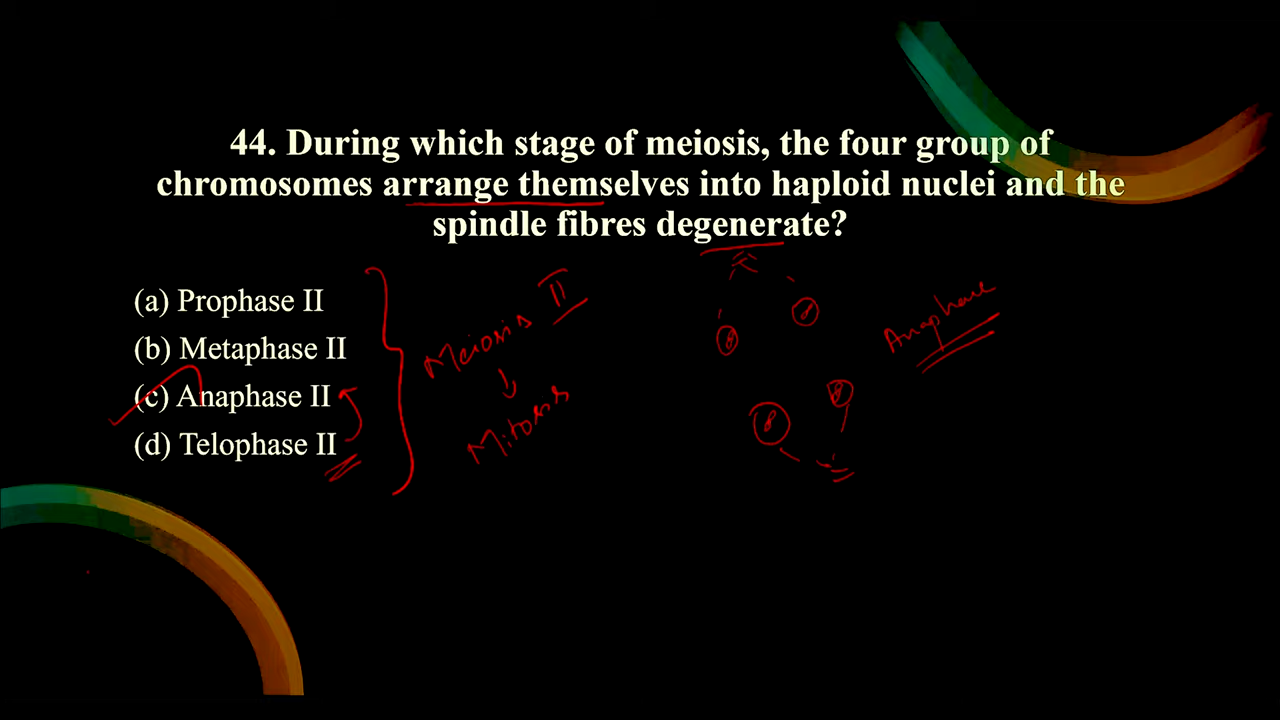 44. During which stage of meiosis, the four group of
chromosomes arrange themselves into haploid nuclei and the
spindle fibres degenerate?
(a) Prophase II
(b) Metaphase II
(c) Anaphase II
(d) Telophase II
Meiosis II
Mitosis
Anaphase